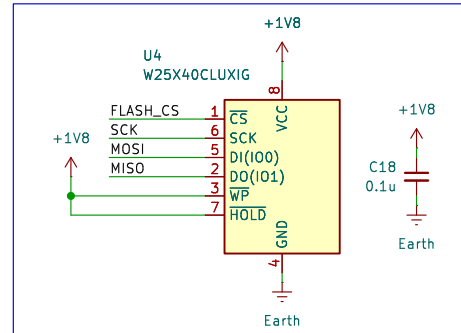 +1V8
U4
W25X40CLUXIG
8
VCC
FLASH_CS 1 CS
SCK 6 SCK
MOSI 5 DI(IO0)
MISO 2 DO(IO1)
+1V8
3 WP
7 HOLD
GND
4
Earth
+1V8
C18
0.1u
Earth